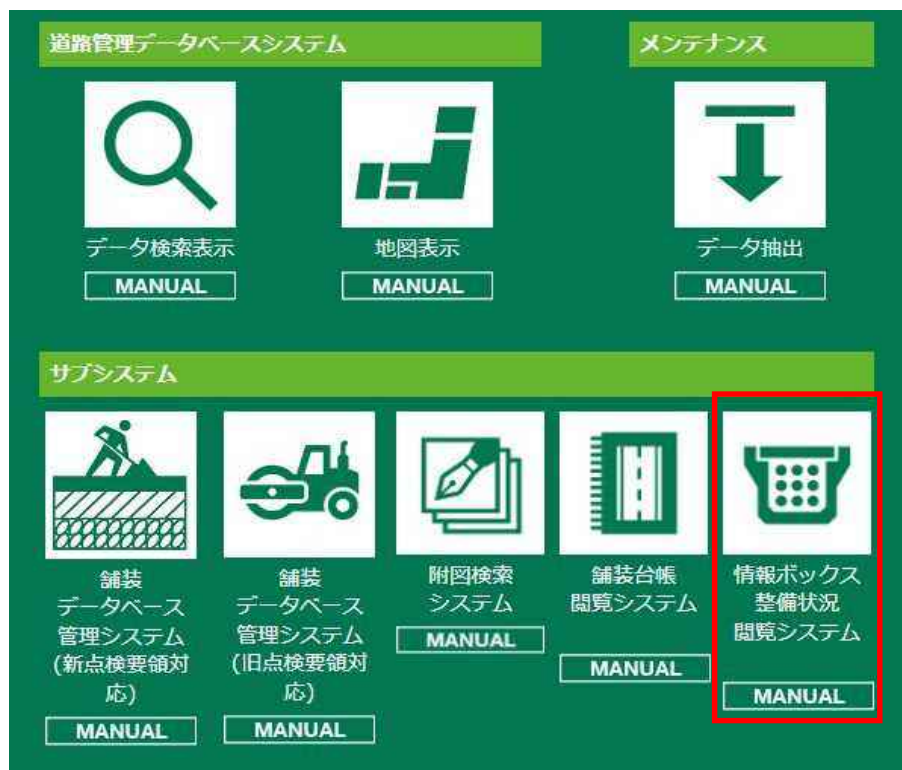 道路管理データベースシステム
メンテナンス
データ検索表示
MANUAL
地図表示
MANUAL
データ抽出
MANUAL
サブシステム
舗装
データベース
管理システム
(新点検要領対
応)
MANUAL
舗装
データベース
管理システム
(旧点検要領対
応)
MANUAL
附図検索
システム
MANUAL
舗装台帳
閲覧システム
MANUAL
情報ボックス
整備状況
閲覧システム
MANUAL